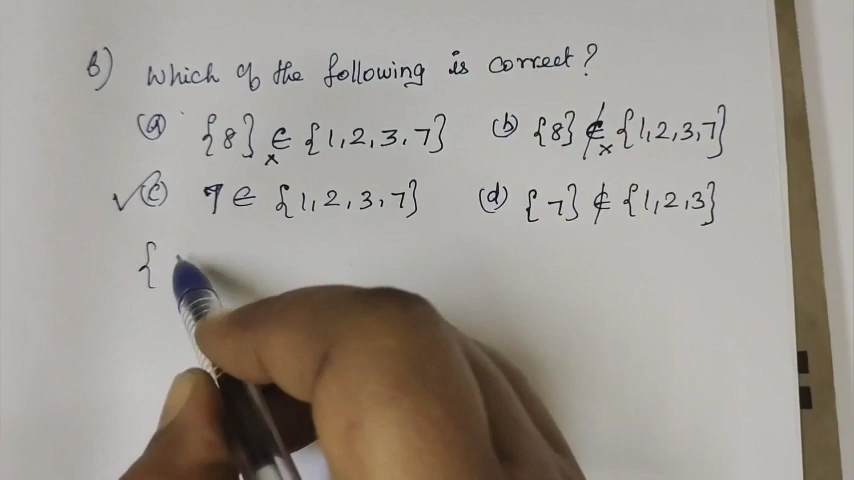 6) Which of the following is correct?
(a) {8} ∈ {1,2,3,7} (b) {8} ∉ {1,2,3,7}
x x
✓(c) 7 ∈ {1,2,3,7} (d) {7} ∉ {1,2,3}
{